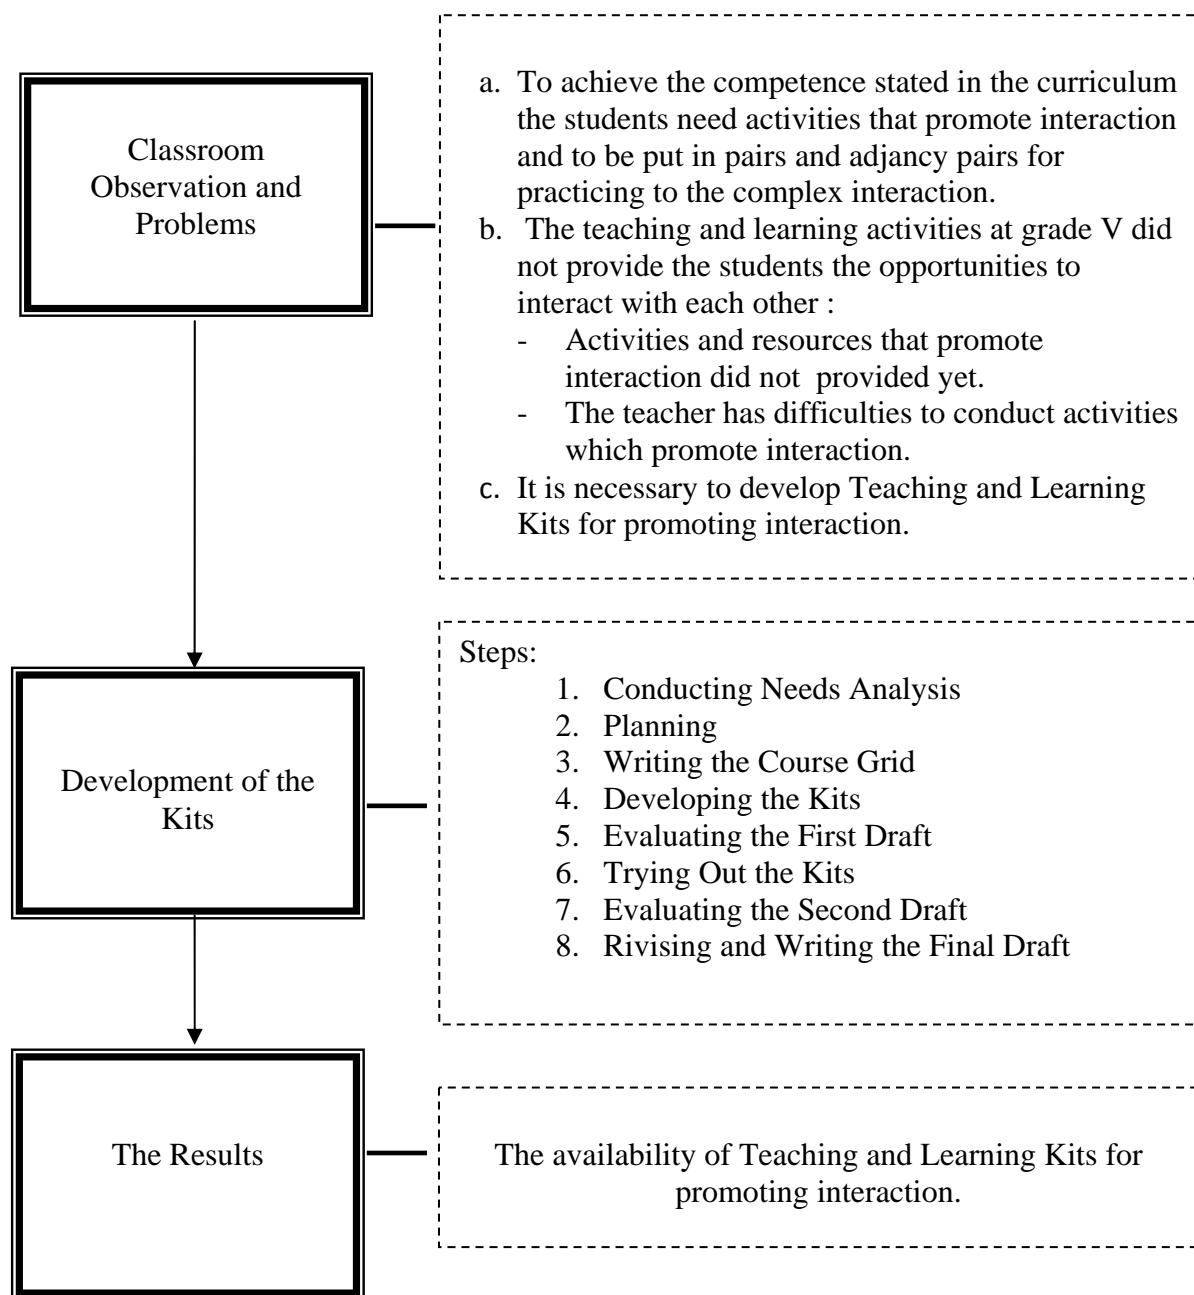 Classroom
Observation and
Problems
a. To achieve the competence stated in the curriculum
the students need activities that promote interaction
and to be put in pairs and adjancy pairs for
practicing to the complex interaction.
b. The teaching and learning activities at grade V did
not provide the students the opportunities to
interact with each other :
- Activities and resources that promote
interaction did not provided yet.
- The teacher has difficulties to conduct activities
which promote interaction.
c. It is necessary to develop Teaching and Learning
Kits for promoting interaction.
Development of the
Kits
Steps:
1. Conducting Needs Analysis
2. Planning
3. Writing the Course Grid
4. Developing the Kits
5. Evaluating the First Draft
6. Trying Out the Kits
7. Evaluating the Second Draft
8. Rivising and Writing the Final Draft
The Results
The availability of Teaching and Learning Kits for
promoting interaction.